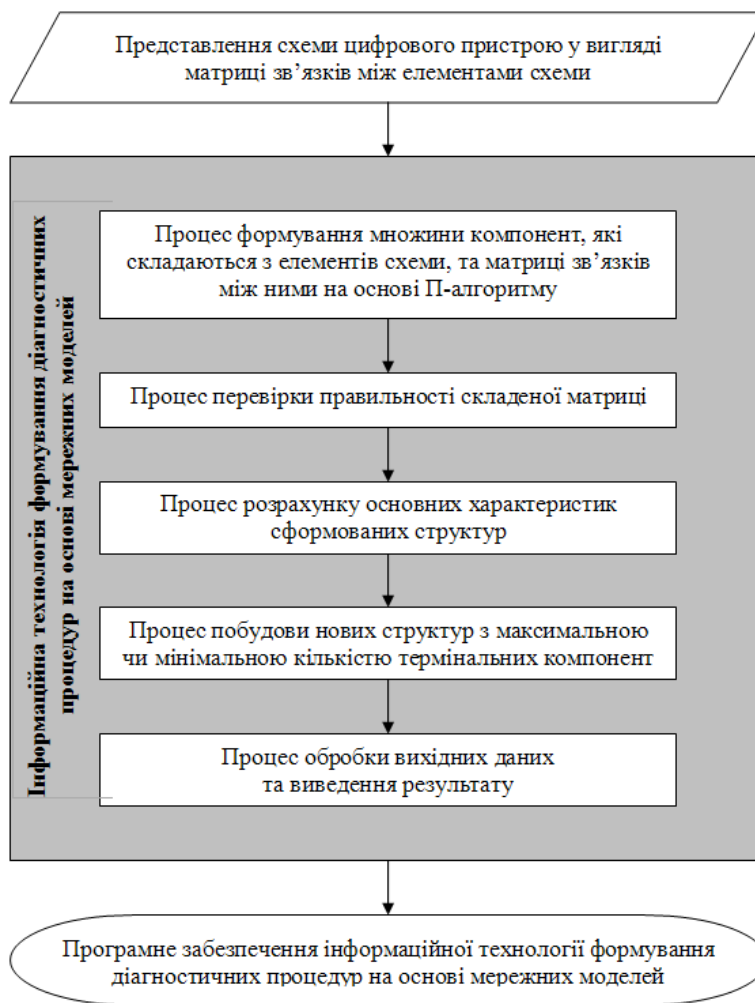 Представлення схеми цифрового пристрою у вигляді
матриці зв’язків між елементами схеми
Інформаційна технологія формування діагностичних
процедур на основі мережних моделей
Процес формування множини компонент, які
складаються з елементів схеми, та матриці зв’язків
між ними на основі П-алгоритму
Процес перевірки правильності складеної матриці
Процес розрахунку основних характеристик
сформованих структур
Процес побудови нових структур з максимальною
чи мінімальною кількістю термінальних компонент
Процес обробки вихідних даних
та виведення результату
Програмне забезпечення інформаційної технології формування
діагностичних процедур на основі мережних моделей